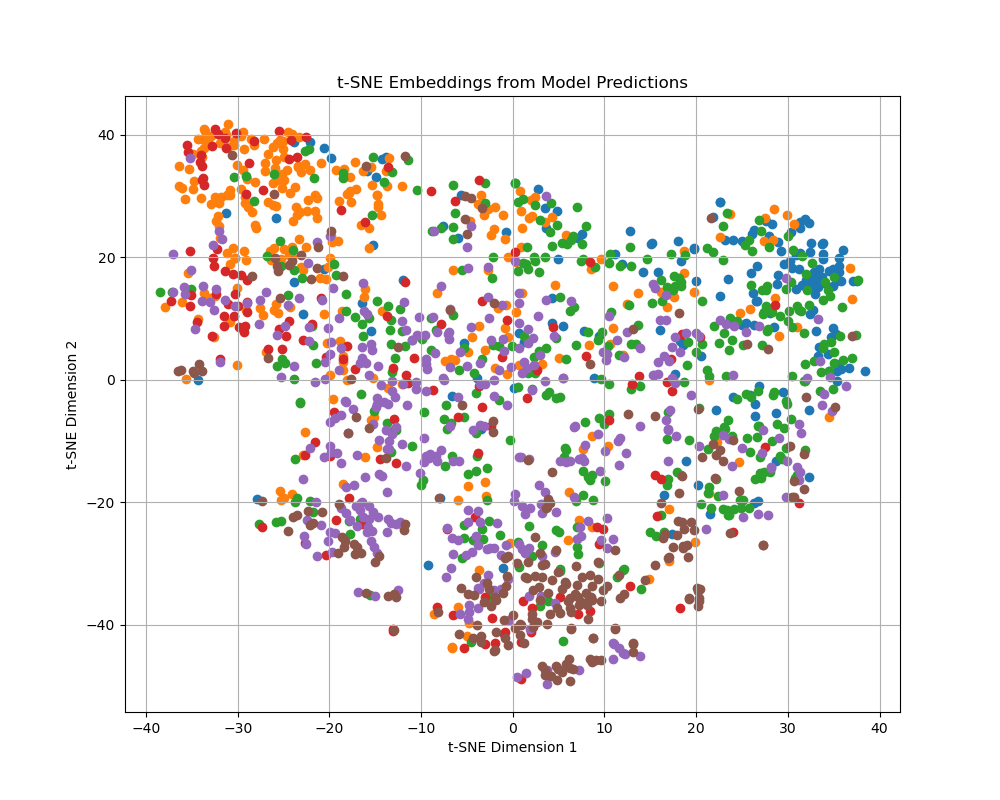 t-SNE Embeddings from Model Predictions
40
20
0
−20
−40
t-SNE Dimension 2
−40 −30 −20 −10 0 10 20 30 40
t-SNE Dimension 1